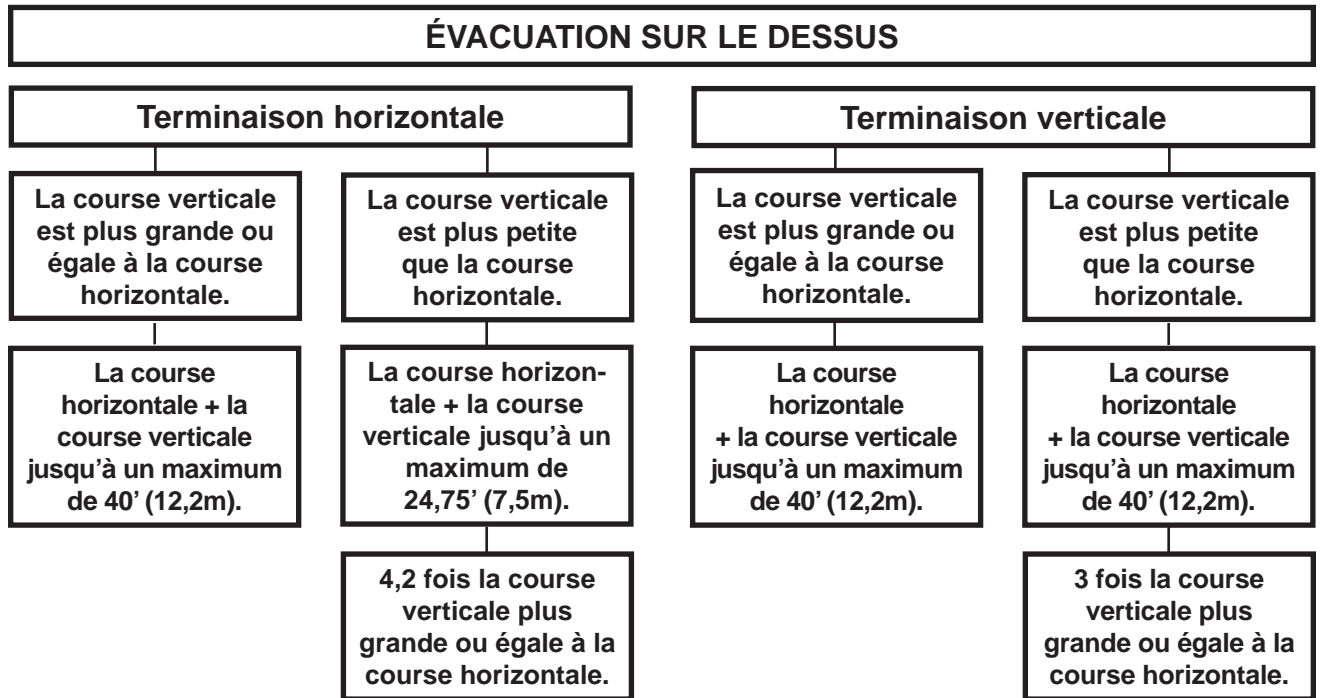 ÉVACUATION SUR LE DESSUS
Terminaison horizontale
La course verticale
est plus grande ou
égale à la course
horizontale.
La course
horizontale + la
course verticale
jusqu’à un maximum
de 40’ (12,2m).
La course verticale
est plus petite
que la course
horizontale.
La course horizon-
tale + la course
verticale jusqu’à un
maximum de
24,75’ (7,5m).
4,2 fois la course
verticale plus
grande ou égale à la
course horizontale.
Terminaison verticale
La course verticale
est plus grande ou
égale à la course
horizontale.
La course
horizontale
+ la course verticale
jusqu’à un maximum
de 40’ (12,2m).
La course verticale
est plus petite
que la course
horizontale.
La course
horizontale
+ la course verticale
jusqu’à un maximum
de 40’ (12,2m).
3 fois la course
verticale plus
grande ou égale à la
course horizontale.